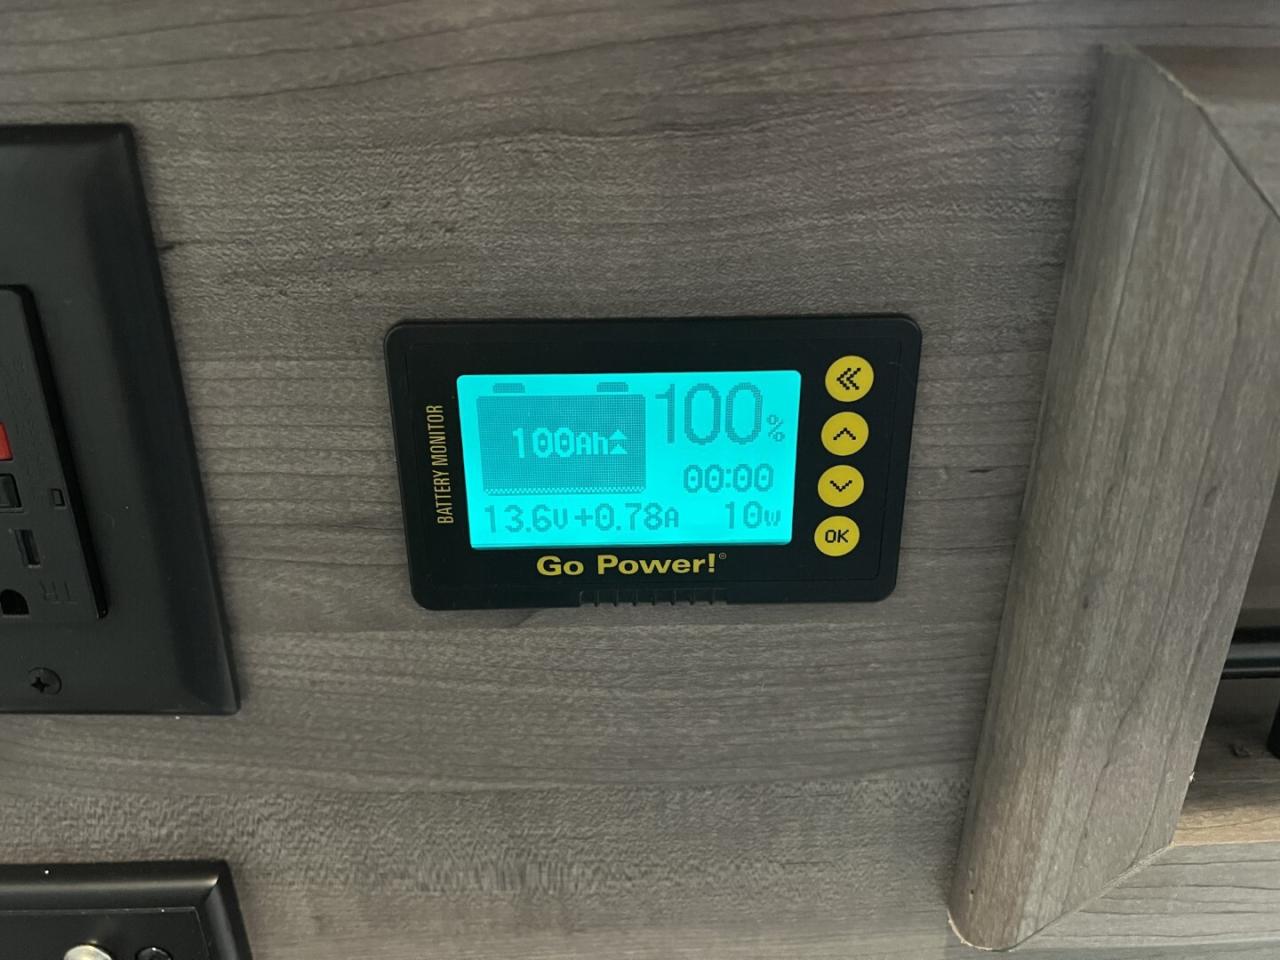 BATTERY MONITOR
100Ah
100%
00:00
13.6V +0.78A 10W
OK
Go Power!®